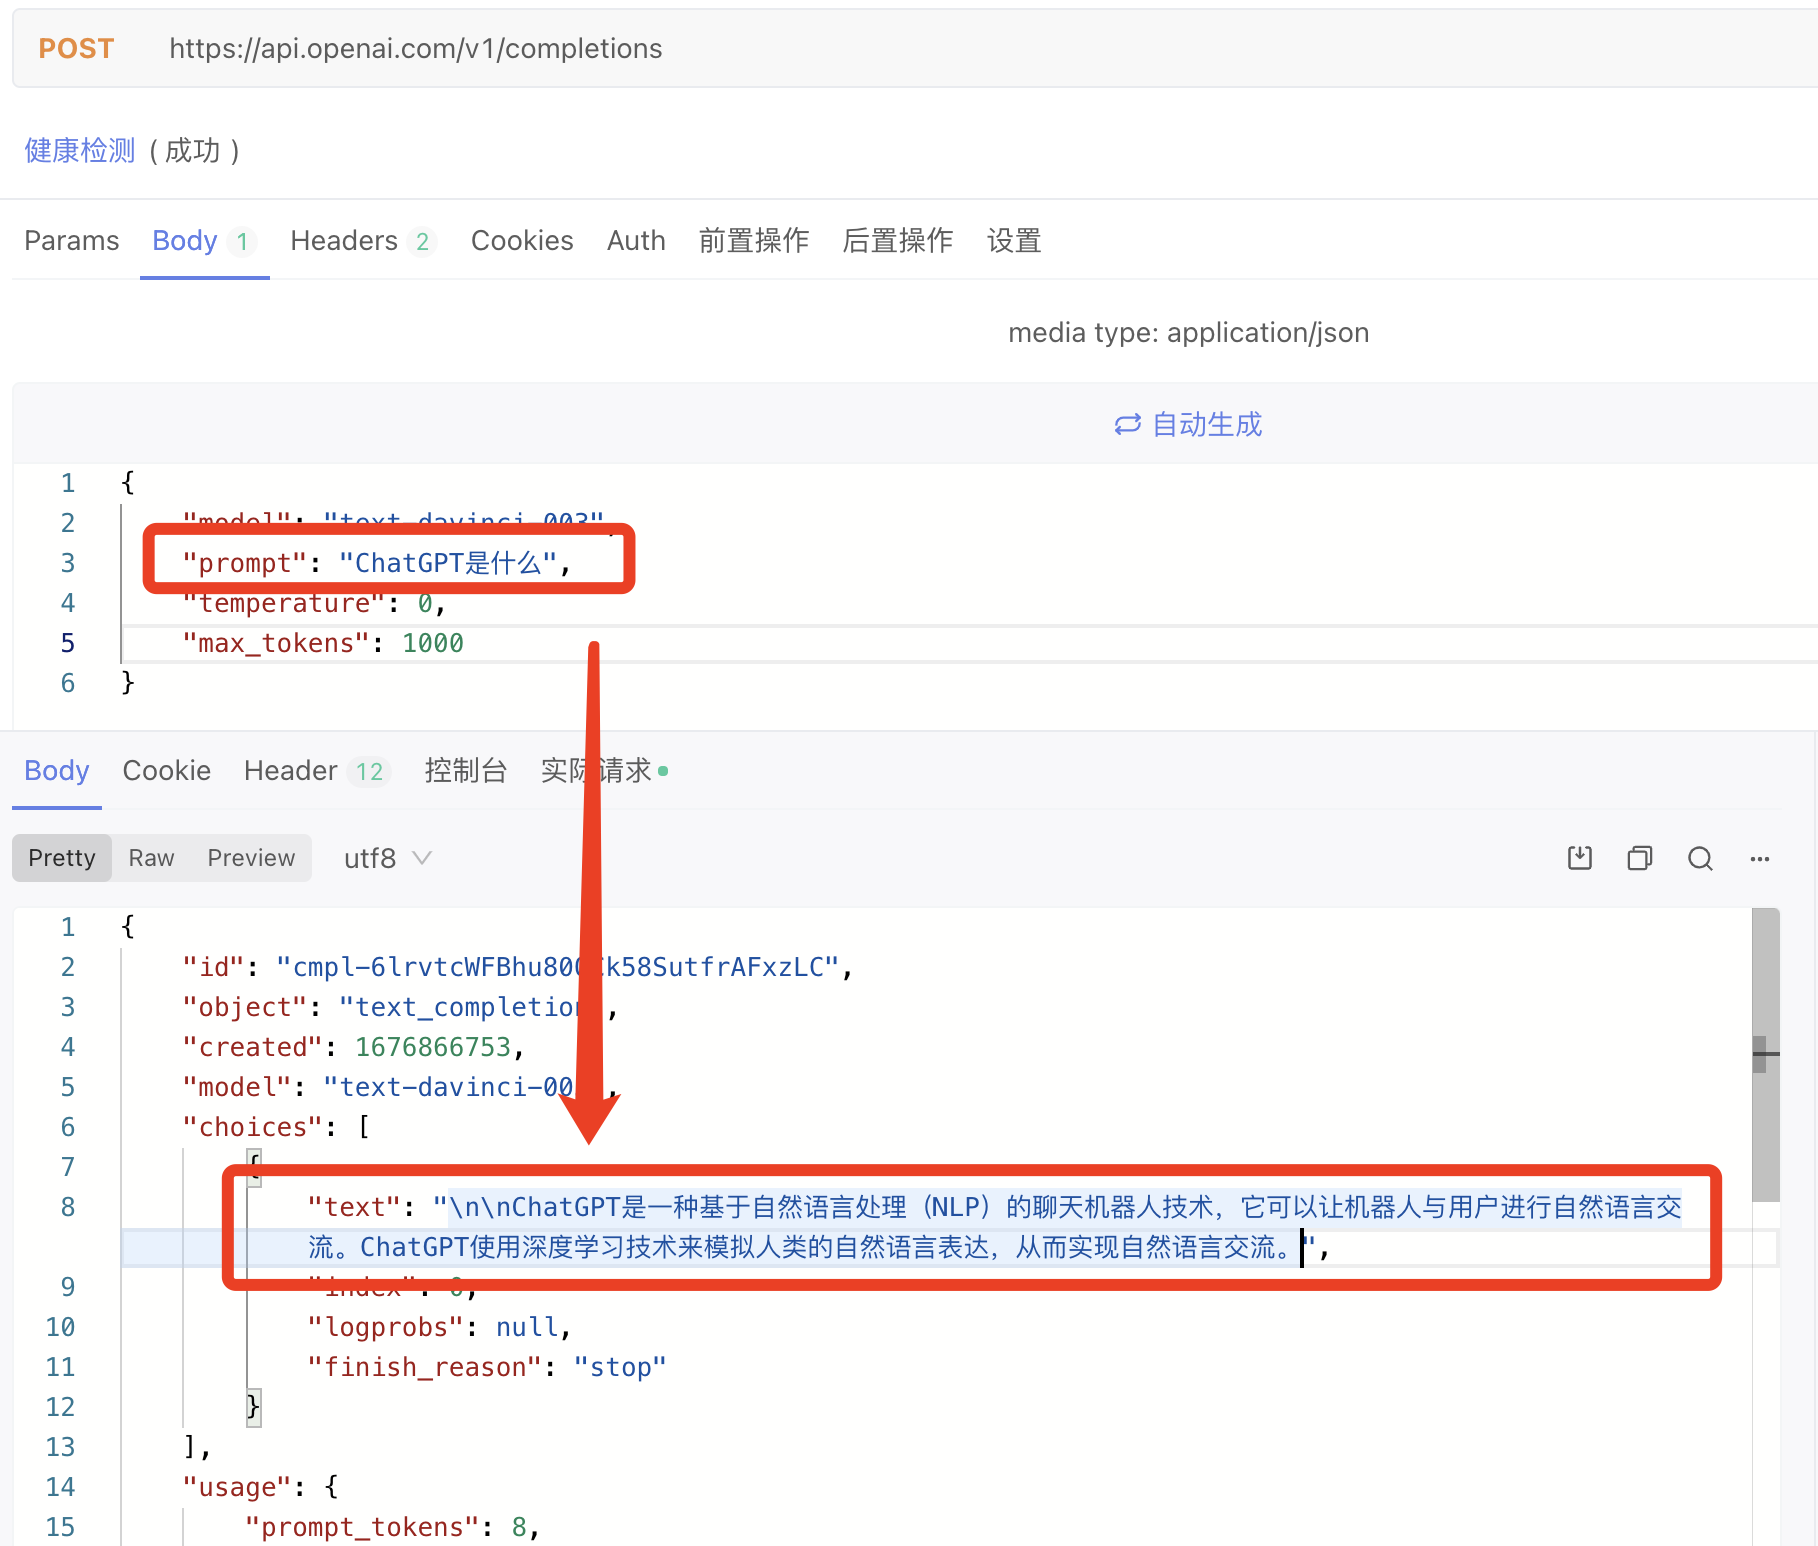 POST https://api.openai.com/v1/completions
健康检测 ( 成功 )
Params Body 1 Headers 2 Cookies Auth 前置操作 后置操作 设置
media type: application/json
自动生成
1 {
2 "model": "text-davinci-003",
3 "prompt": "ChatGPT是什么",
4 "temperature": 0,
5 "max_tokens": 1000
6 }
Body Cookie Header 12 控制台 实际请求
Pretty Raw Preview utf8
1 {
2 "id": "cmpl-6lrvtcWFBhu80 k58SutfrAFxzLC",
3 "object": "text_completion ,
4 "created": 1676866753,
5 "model": "text-davinci-00 ,
6 "choices": [
7 {
8 "text": "\n\nChatGPT是一种基于自然语言处理（NLP）的聊天机器人技术，它可以让机器人与用户进行自然语言交
流。ChatGPT使用深度学习技术来模拟人类的自然语言表达，从而实现自然语言交流。",
9 "index": 0,
10 "logprobs": null,
11 "finish_reason": "stop"
12 }
13 ],
14 "usage": {
15 "prompt_tokens": 8,